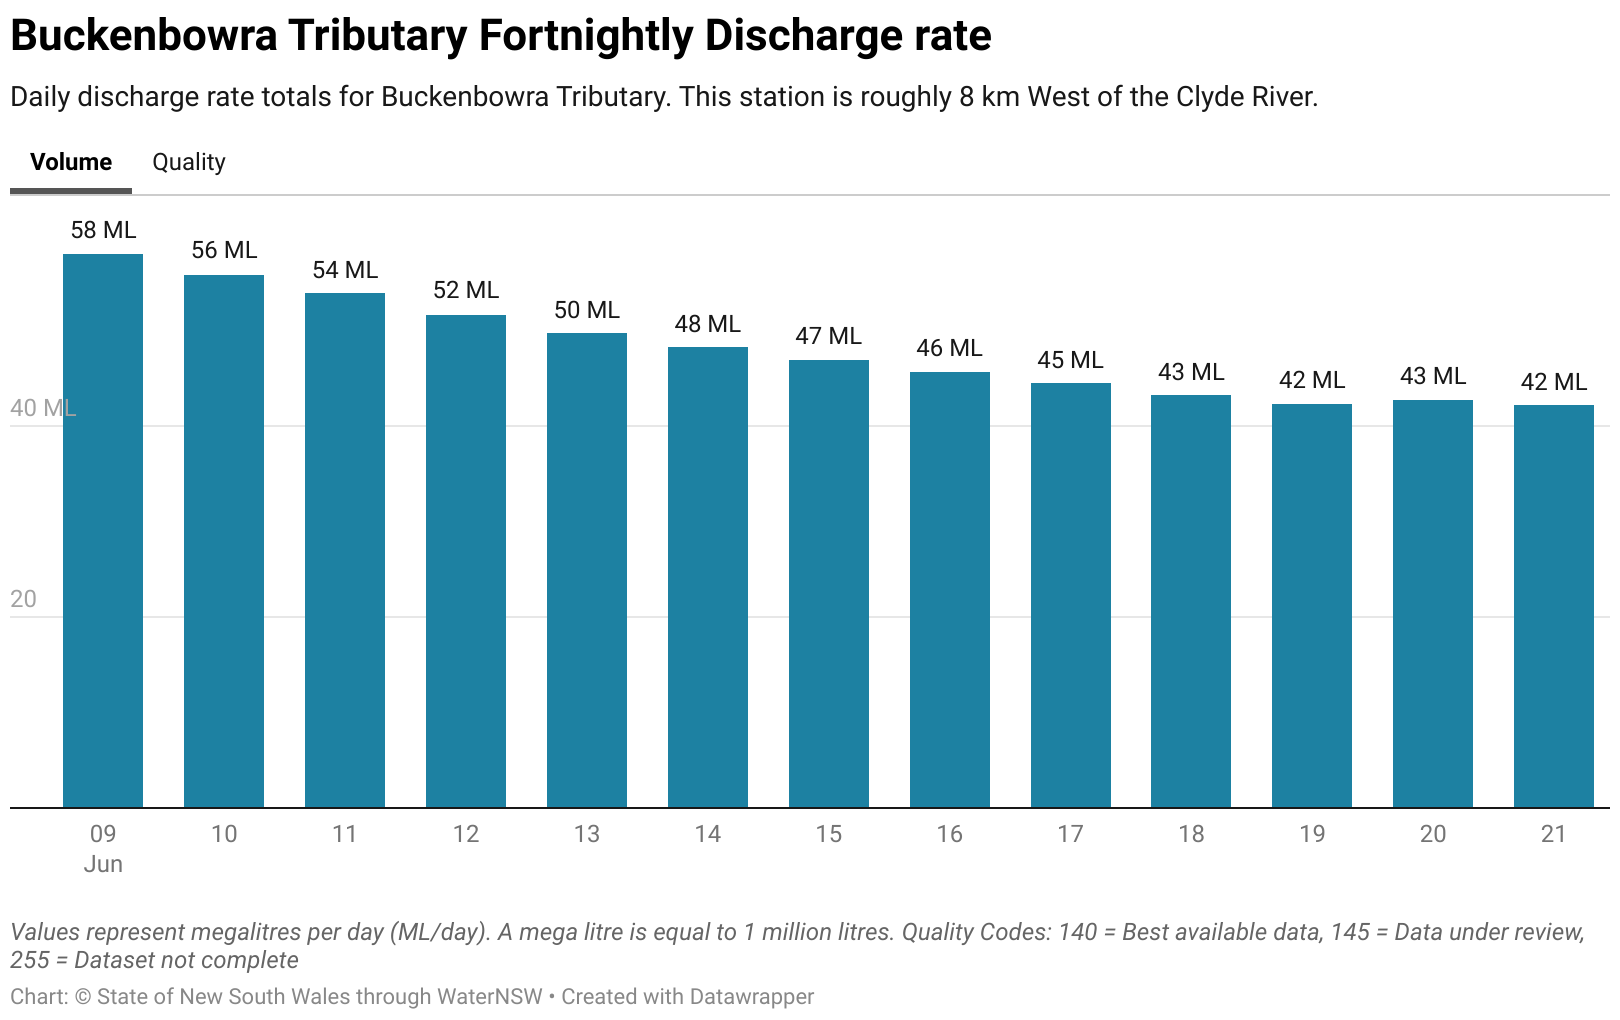 Buckenbowra Tributary Fortnightly Discharge rate
Daily discharge rate totals for Buckenbowra Tributary. This station is roughly 8 km West of the Clyde River.
Volume Quality
58 ML
56 ML
54 ML
52 ML
50 ML
48 ML
47 ML
46 ML
45 ML
43 ML
42 ML
43 ML
42 ML
40 ML
20
09 10 11 12 13 14 15 16 17 18 19 20 21
Jun
Values represent megalitres per day (ML/day). A mega litre is equal to 1 million litres. Quality Codes: 140 = Best available data, 145 = Data under review,
255 = Dataset not complete
Chart: © State of New South Wales through WaterNSW • Created with Datawrapper